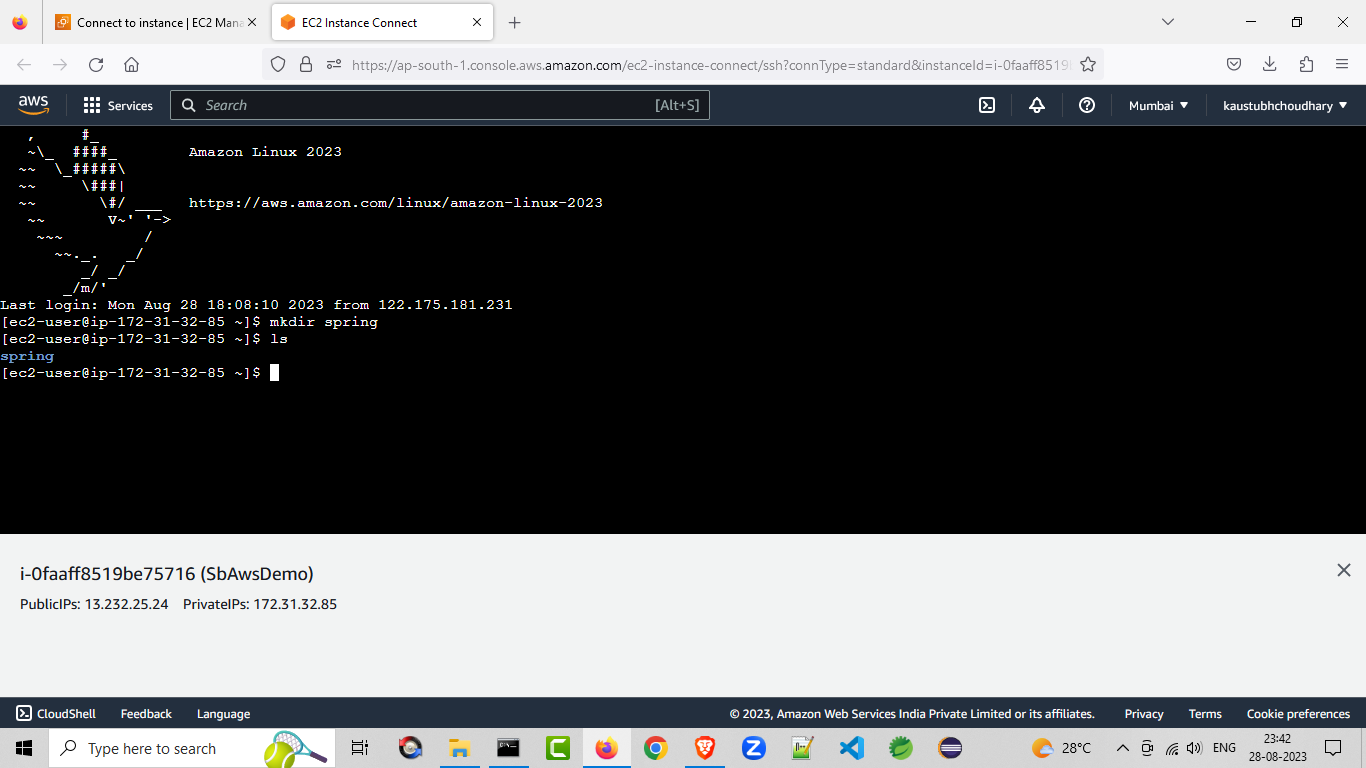 Connect to instance | EC2 Mana
EC2 Instance Connect
https://ap-south-1.console.aws.amazon.com/ec2-instance-connect/ssh?connType=standard&instanceId=i-0faaff8519
aws
Services
Search
[Alt+S]
Mumbai
kaustubhchoudhary
   ,     #_
   ~\_  ####_        Amazon Linux 2023
  ~~  \_#####\
  ~~     \###|
  ~~       \#/ ___   https://aws.amazon.com/linux/amazon-linux-2023
   ~~       V~' '->
    ~~~         /
      ~~._.   _/
         _/ _/
       _/m/'
Last login: Mon Aug 28 18:08:10 2023 from 122.175.181.231
[ec2-user@ip-172-31-32-85 ~]$ mkdir spring
[ec2-user@ip-172-31-32-85 ~]$ ls
spring
[ec2-user@ip-172-31-32-85 ~]$
i-0faaff8519be75716 (SbAwsDemo)
PublicIPs: 13.232.25.24 PrivateIPs: 172.31.32.85
CloudShell
Feedback
Language
© 2023, Amazon Web Services India Private Limited or its affiliates.
Privacy
Terms
Cookie preferences
Type here to search
28°C
ENG
23:42
28-08-2023